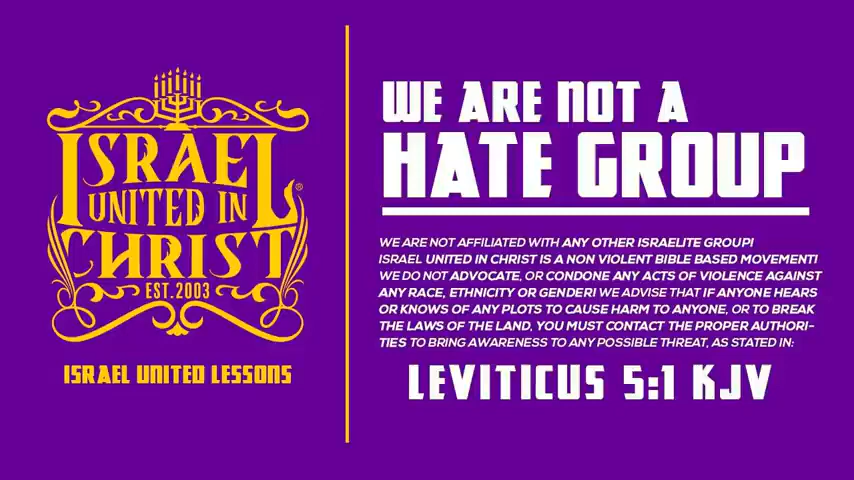 ISRAEL
UNITED IN
CHRIST
EST.2003
ISRAEL UNITED LESSONS
WE ARE NOT A
HATE GROUP
WE ARE NOT AFFILIATED WITH ANY OTHER ISRAELITE GROUP!
ISRAEL UNITED IN CHRIST IS A NON VIOLENT BIBLE BASED MOVEMENT!
WE DO NOT ADVOCATE, OR CONDONE ANY ACTS OF VIOLENCE AGAINST
ANY RACE, ETHNICITY OR GENDER! WE ADVISE THAT IF ANYONE HEARS
OR KNOWS OF ANY PLOTS TO CAUSE HARM TO ANYONE, OR TO BREAK
THE LAWS OF THE LAND, YOU MUST CONTACT THE PROPER AUTHORI-
TIES TO BRING AWARENESS TO ANY POSSIBLE THREAT, AS STATED IN:
LEVITICUS 5:1 KJV